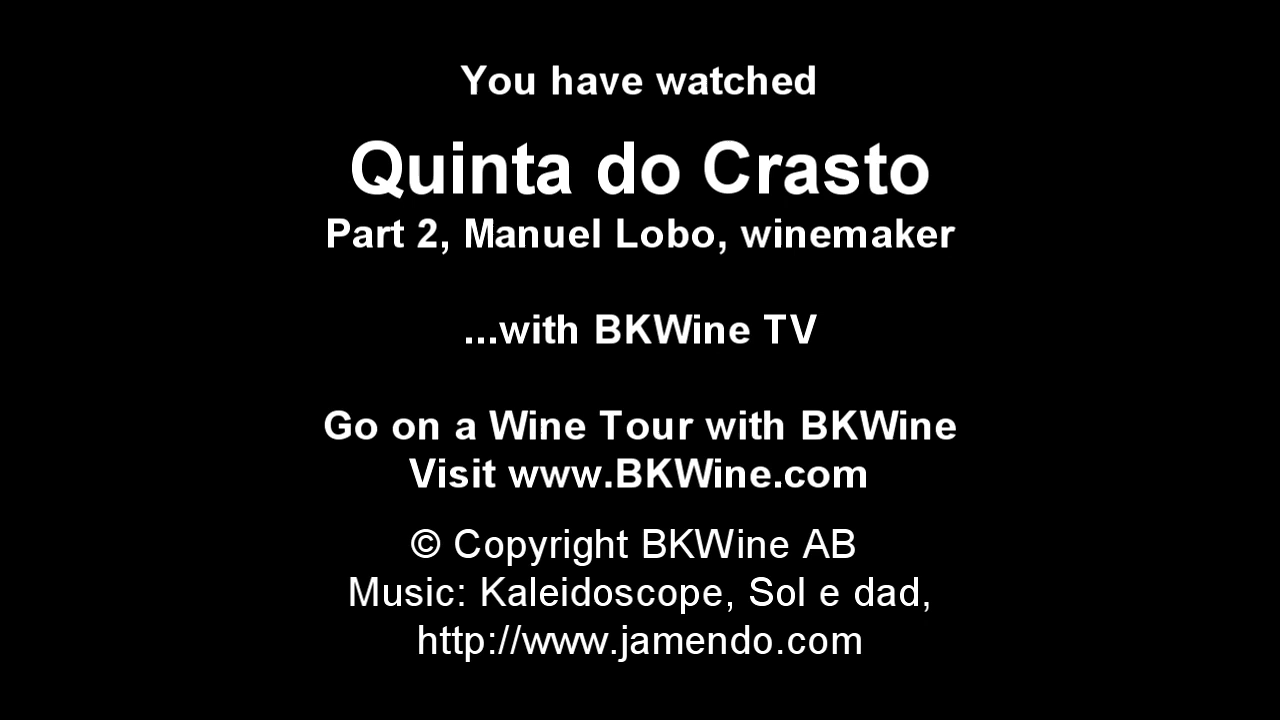 You have watched
Quinta do Crasto
Part 2, Manuel Lobo, winemaker
...with BKWine TV
Go on a Wine Tour with BKWine
Visit www.BKWine.com
© Copyright BKWine AB
Music: Kaleidoscope, Sol e dad,
http://www.jamendo.com